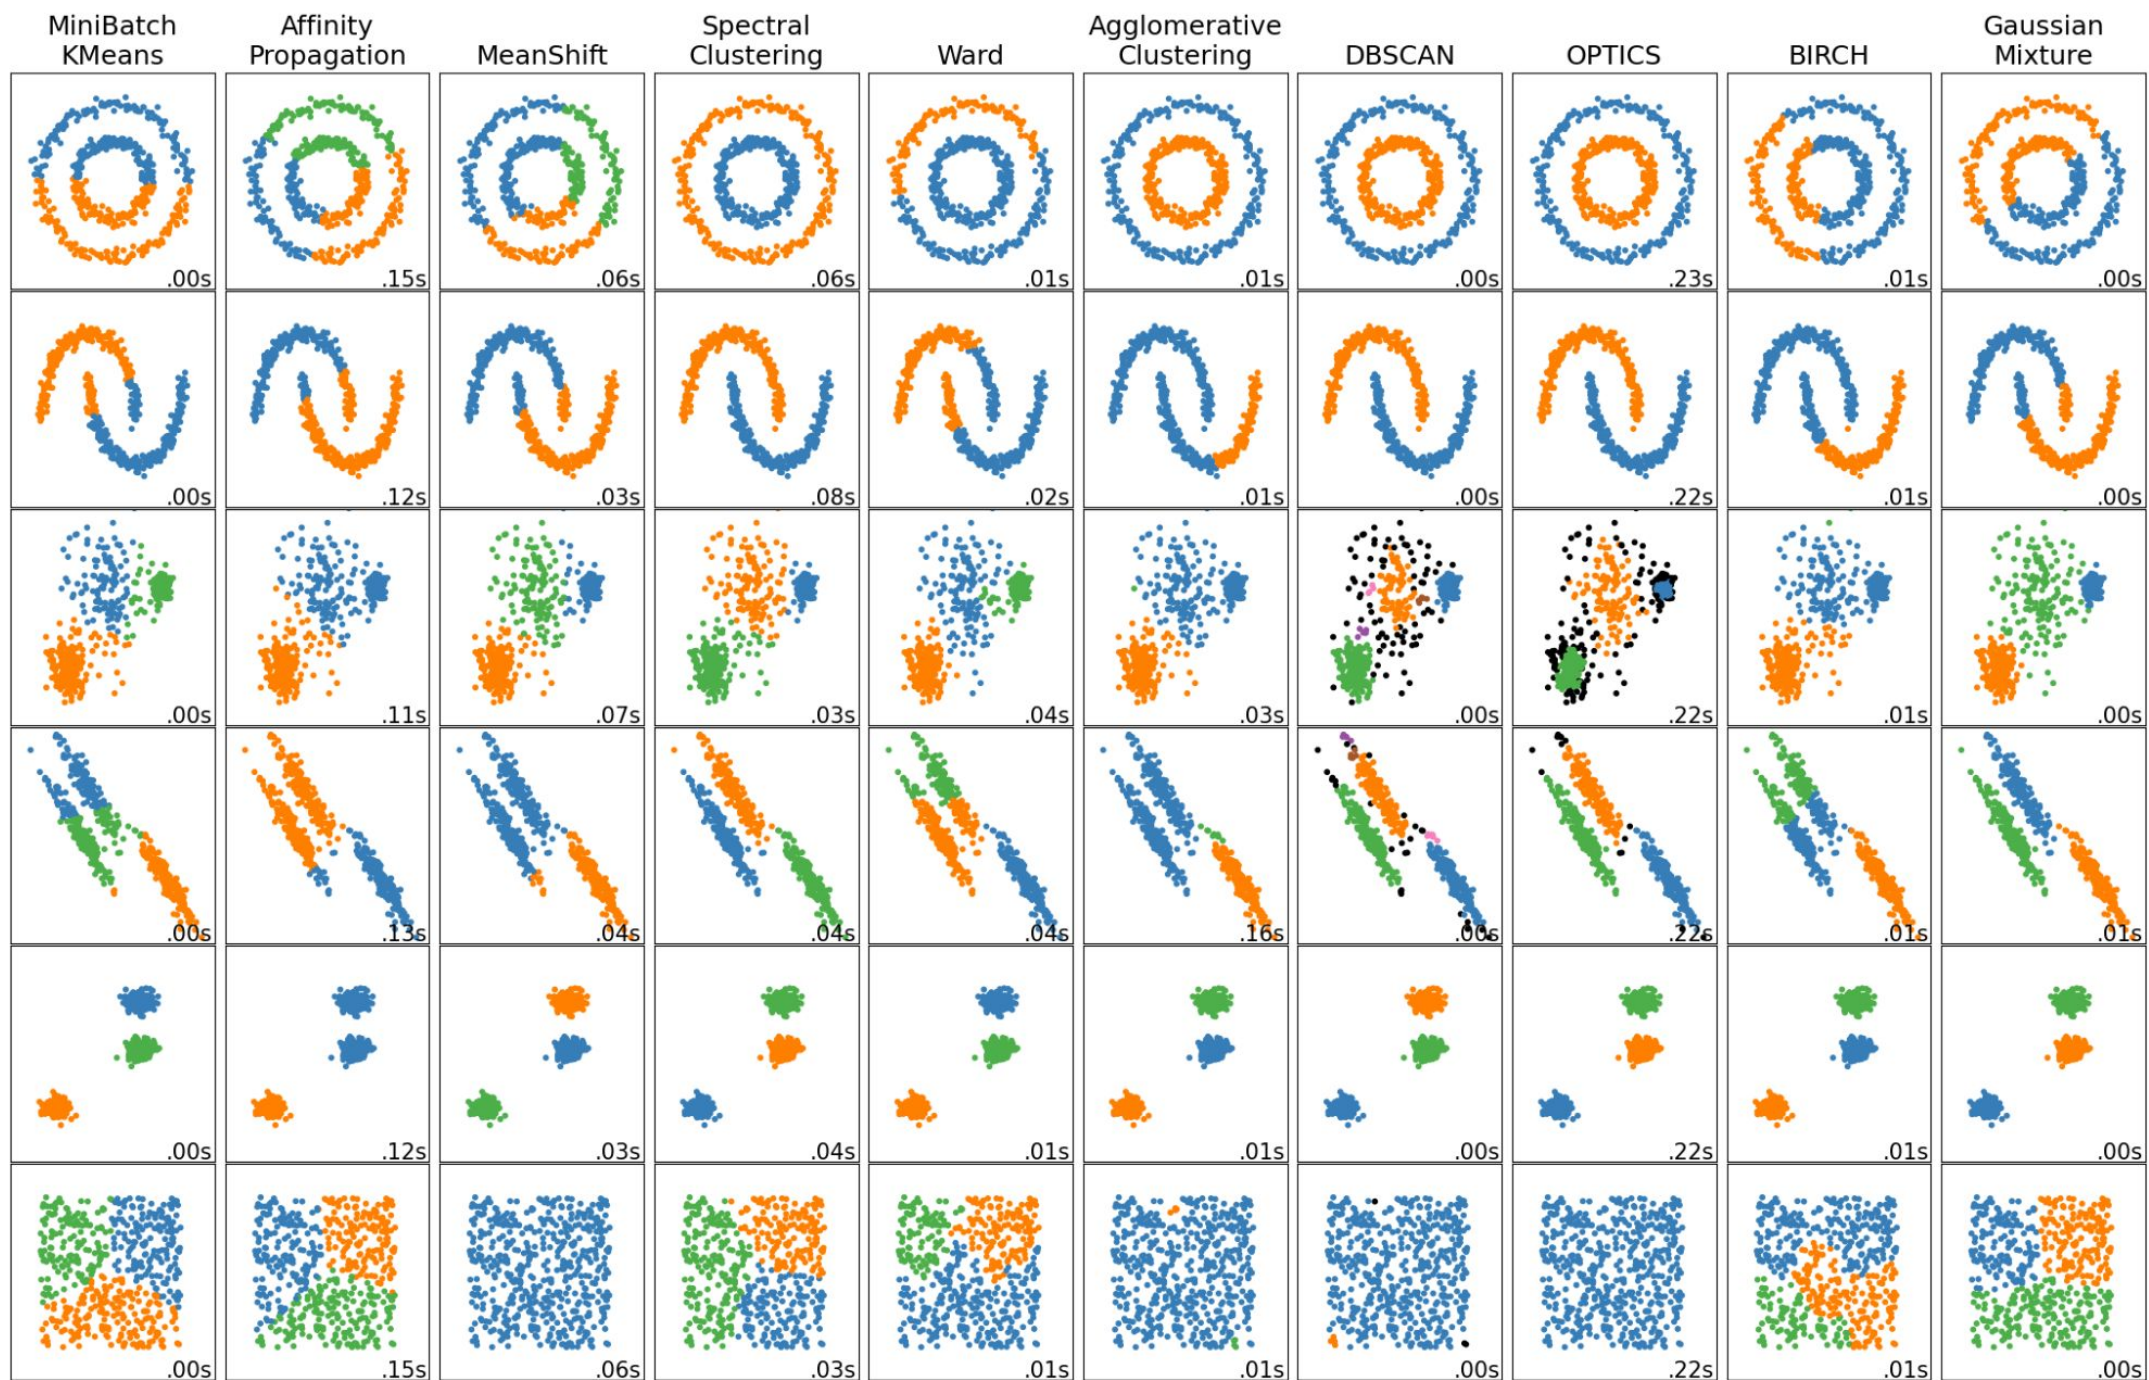 MiniBatch
KMeans
Affinity
Propagation
MeanShift
Spectral
Clustering
Ward
Agglomerative
Clustering
DBSCAN
OPTICS
BIRCH
Gaussian
Mixture
.00s .15s .06s .06s .01s .01s .00s .23s .01s .00s
.00s .12s .03s .08s .02s .01s .00s .22s .01s .00s
.00s .11s .07s .03s .04s .03s .00s .22s .01s .00s
.00s .13s .04s .04s .04s .16s .00s .22s .01s .01s
.00s .12s .03s .04s .01s .01s .00s .22s .01s .00s
.00s .15s .06s .03s .01s .01s .00s .22s .01s .00s